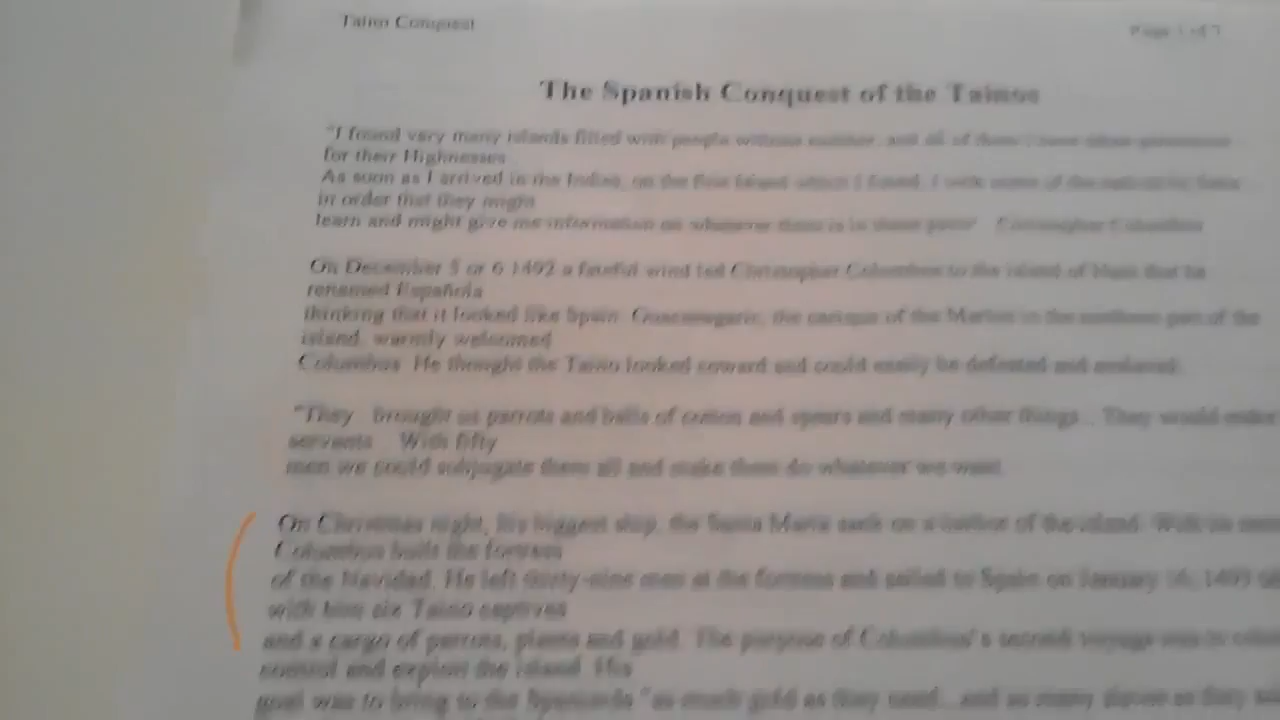 Taino Conquest
Page 1 of 7
The Spanish Conquest of the Tainos
"I found very many islands filled with people without number, and of all of them I have taken possession
for their Highnesses
As soon as I arrived in the Indies, on the first island which I found, I took some of the natives by force
in order that they might
learn and might give me information on whatever there is in these parts" Christopher Columbus
On December 5 or 6 1492 a fateful wind led Christopher Columbus to the island of that he
renamed Española
thinking that it looked like Spain. the cacique of the in the northern part of the
island, warmly welcomed
Columbus. He thought the Taino looked coward and could easily be defeated and enslaved.
"They brought us parrots and balls of cotton and spears and many other things... They would make
servants With fifty
men we could subjugate them all and make them do whatever we want.
On Christmas night, his biggest ship, the Santa Maria sank on a of the island. With its
Columbus built the fortress
of the Navidad. He left thirty-nine men at the fortress and sailed to Spain on January 16, 1493
with him six Taino captives
and a cargo of parrots, plants and gold. The purpose of Columbus's second voyage was to
control and exploit the island. His
goal was to bring to the Spaniards "as much gold as they need... and as many slaves as they